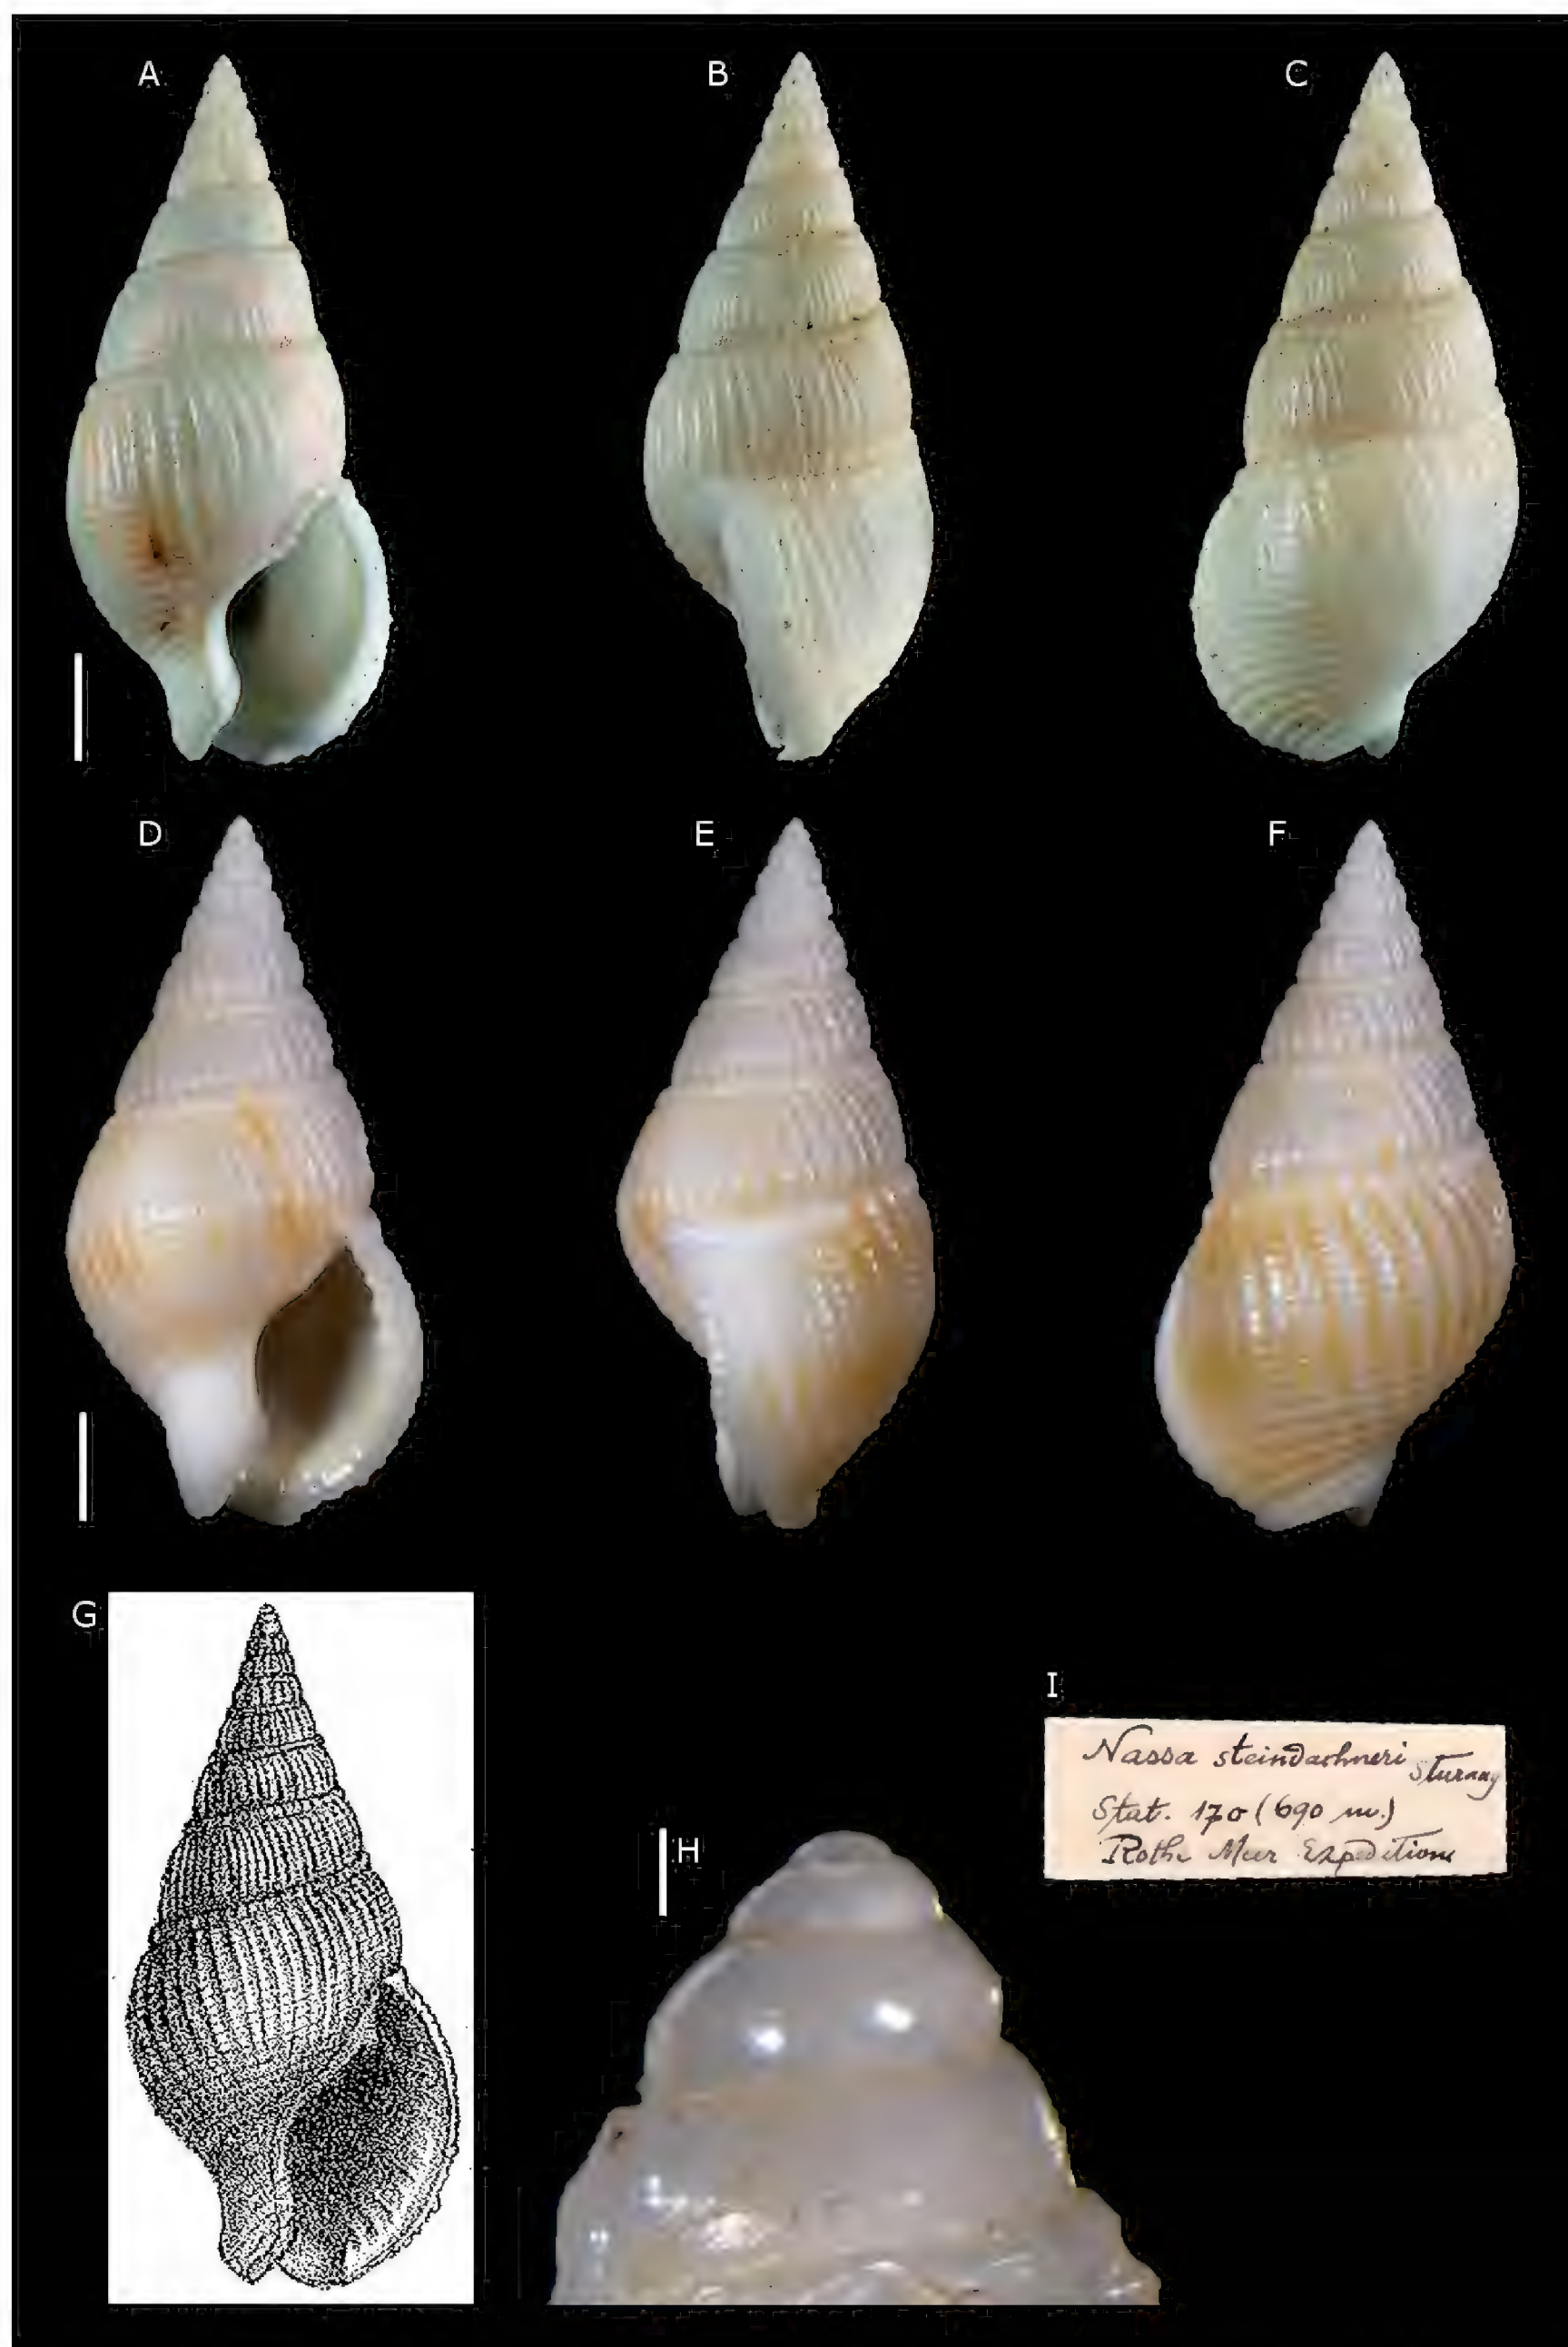 A
B
C
D
E
F
G
H
I
Nassa steindachneri Sturany
Stat. 170 (690 m.)
Rothe Meer Expedition